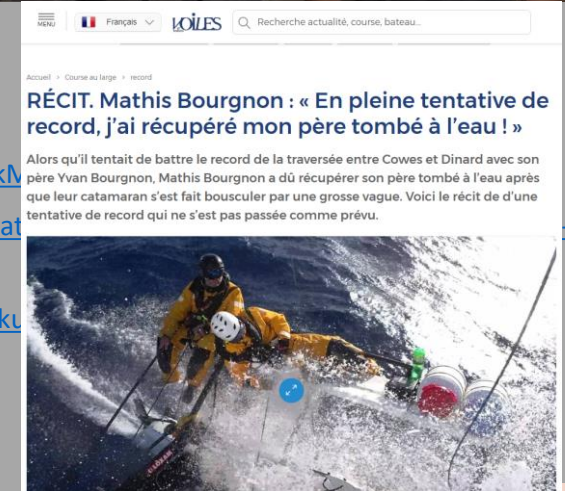 MENU
Français
VOILES
Recherche actualité, course, bateau...
Accueil > Course au large > record
RÉCIT. Mathis Bourgnon : « En pleine tentative de
record, j'ai récupéré mon père tombé à l'eau ! »
Alors qu'il tentait de battre le record de la traversée entre Cowes et Dinard avec son
père Yvan Bourgnon, Mathis Bourgnon a dû récupérer son père tombé à l'eau après
que leur catamaran s'est fait bousculer par une grosse vague. Voici le récit de d'une
tentative de record qui ne s'est pas passée comme prévu.
kM
at
ku